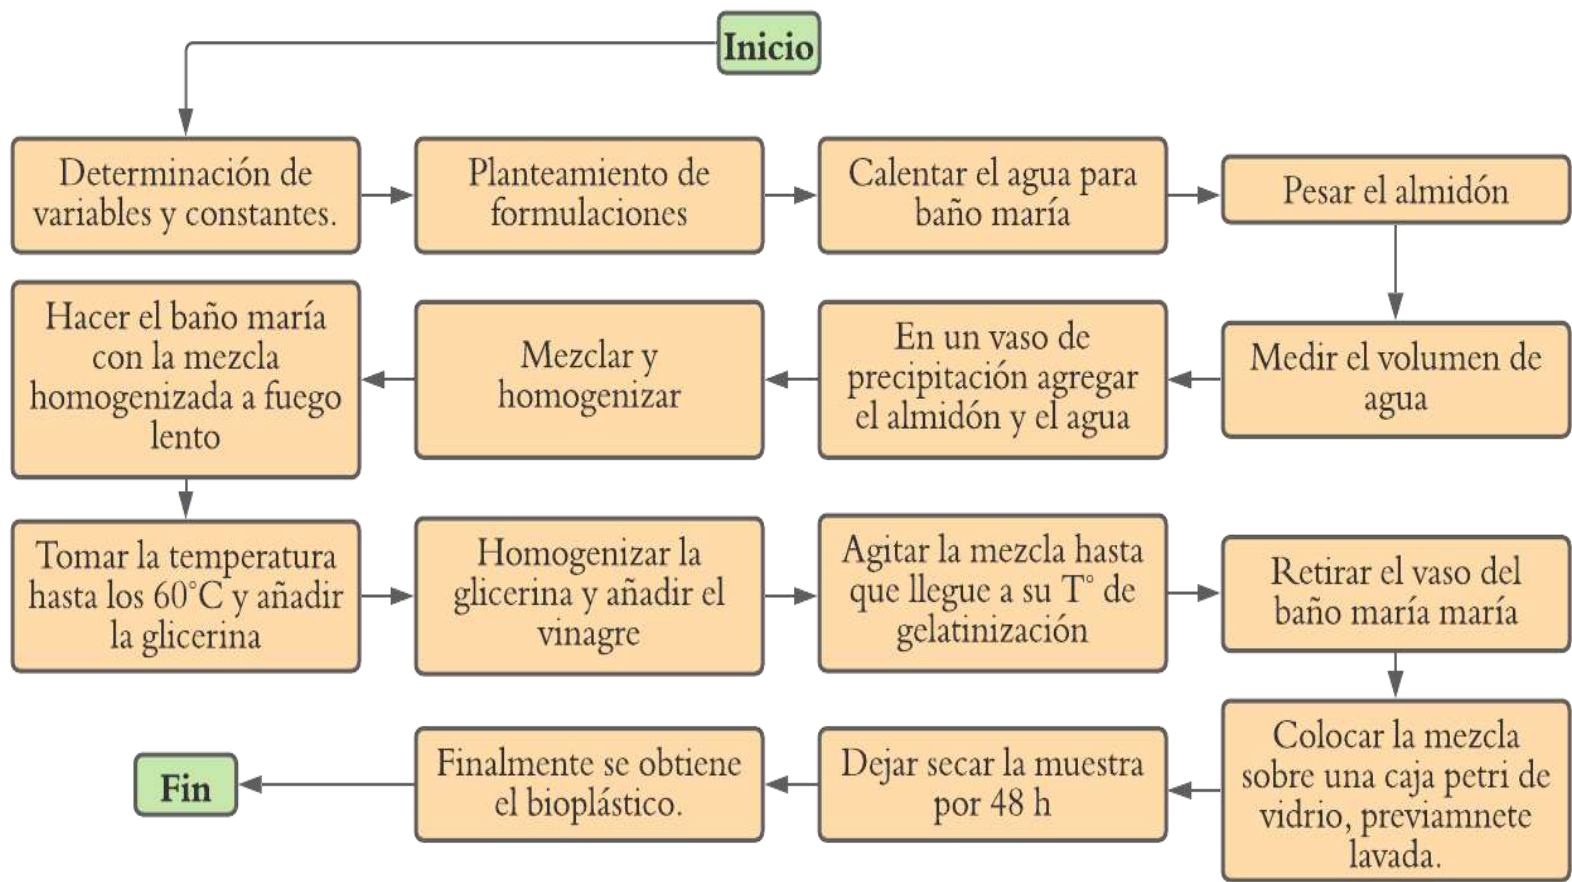 Inicio
Determinación de
variables y constantes.
Planteamiento de
formulaciones
Calentar el agua para
baño maría
Pesar el almidón
Medir el volumen de
agua
En un vaso de
precipitación agregar
el almidón y el agua
Mezclar y
homogenizar
Hacer el baño maría
con la mezcla
homogenizada a fuego
lento
Tomar la temperatura
hasta los 60°C y añadir
la glicerina
Homogenizar la
glicerina y añadir el
vinagre
Agitar la mezcla hasta
que llegue a su T° de
gelatinización
Retirar el vaso del
baño maría maría
Colocar la mezcla
sobre una caja petri de
vidrio, previamnete
lavada.
Dejar secar la muestra
por 48 h
Finalmente se obtiene
el bioplástico.
Fin